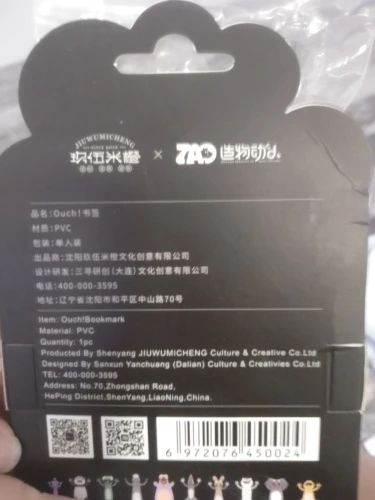 JIUWUMICHENG
SINCE 2015
玖伍米橙 × ZAO 造物动
品名:Ouch!书签
材质:PVC
包装:单入装
出品商:沈阳玖伍米橙文化创意有限公司
设计研发:三寻研创(大连)文化创意有限公司
电话:400-000-3595
地址:辽宁省沈阳市和平区中山路70号
Item: Ouch!Bookmark
Material: PVC
Quantity: 1pc
Producted By Shenyang JIUWUMICHENG Culture & Creative Co.Ltd
Designed By Sanxun Yanchuang (Dalian) Culture & Creativies Co.Ltd
TEL: 400-000-3595
Address: No.70,Zhongshan Road,
HePing District,ShenYang,LiaoNing,China.
6 972076 450024